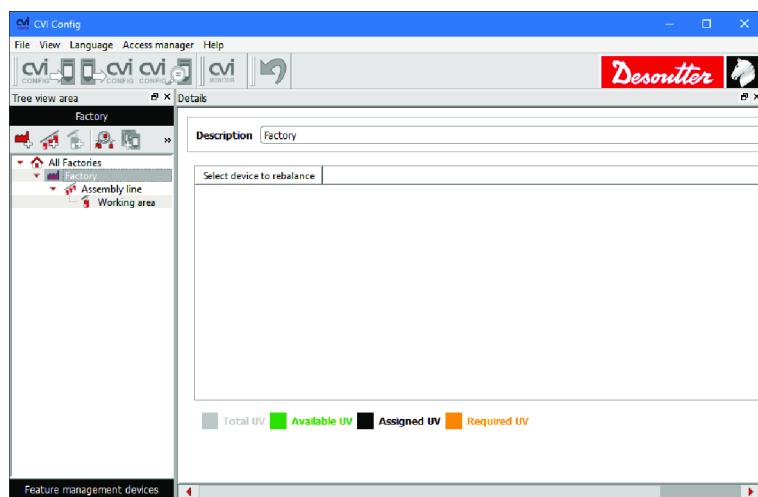 cvi CVI Config
File View Language Access manager Help
cvi CONFIG cvi CONFIG cvi CONFIG cvi MONITOR Desoutter
Tree view area
Details
Factory
Description Factory
»
All Factories
Factory
Assembly line
Working area
Select device to rebalance
Total UV Available UV Assigned UV Required UV
Feature management devices